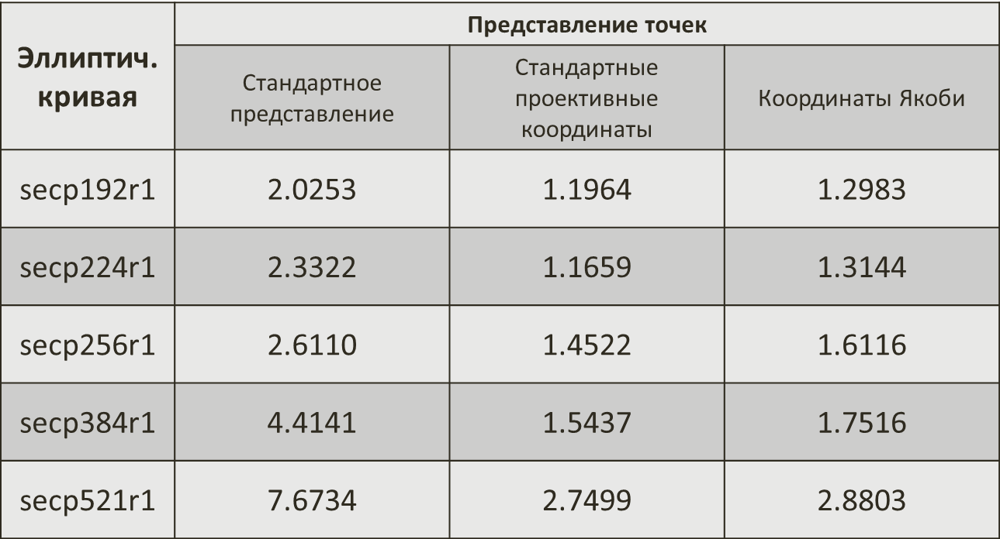 Эллиптич.
кривая
Представление точек
Стандартное
представление
Стандартные
проективные
координаты
Координаты Якоби
secp192r1 2.0253 1.1964 1.2983
secp224r1 2.3322 1.1659 1.3144
secp256r1 2.6110 1.4522 1.6116
secp384r1 4.4141 1.5437 1.7516
secp521r1 7.6734 2.7499 2.8803